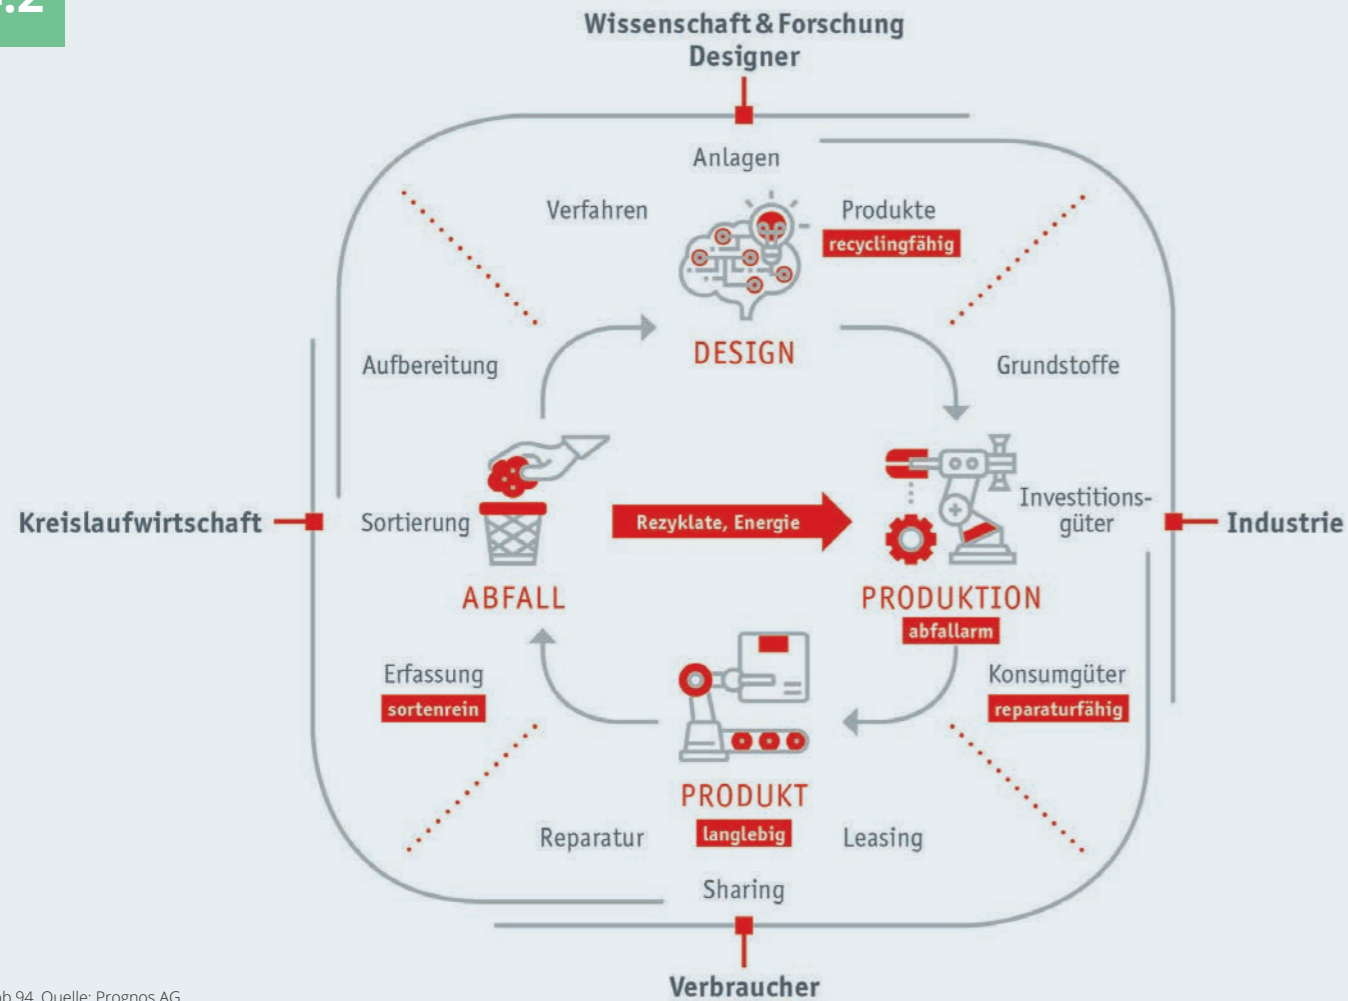 Wissenschaft & Forschung
Designer
Anlagen
Verfahren
Produkte
recyclingfähig
DESIGN
Aufbereitung
Grundstoffe
Kreislaufwirtschaft
Sortierung
Rezyklate, Energie
Investitions-
güter
Industrie
ABFALL
PRODUKTION
abfallarm
Erfassung
sortenrein
Konsumgüter
reparaturfähig
PRODUKT
langlebig
Reparatur
Leasing
Sharing
Verbraucher
94, Quelle: Prognos AG